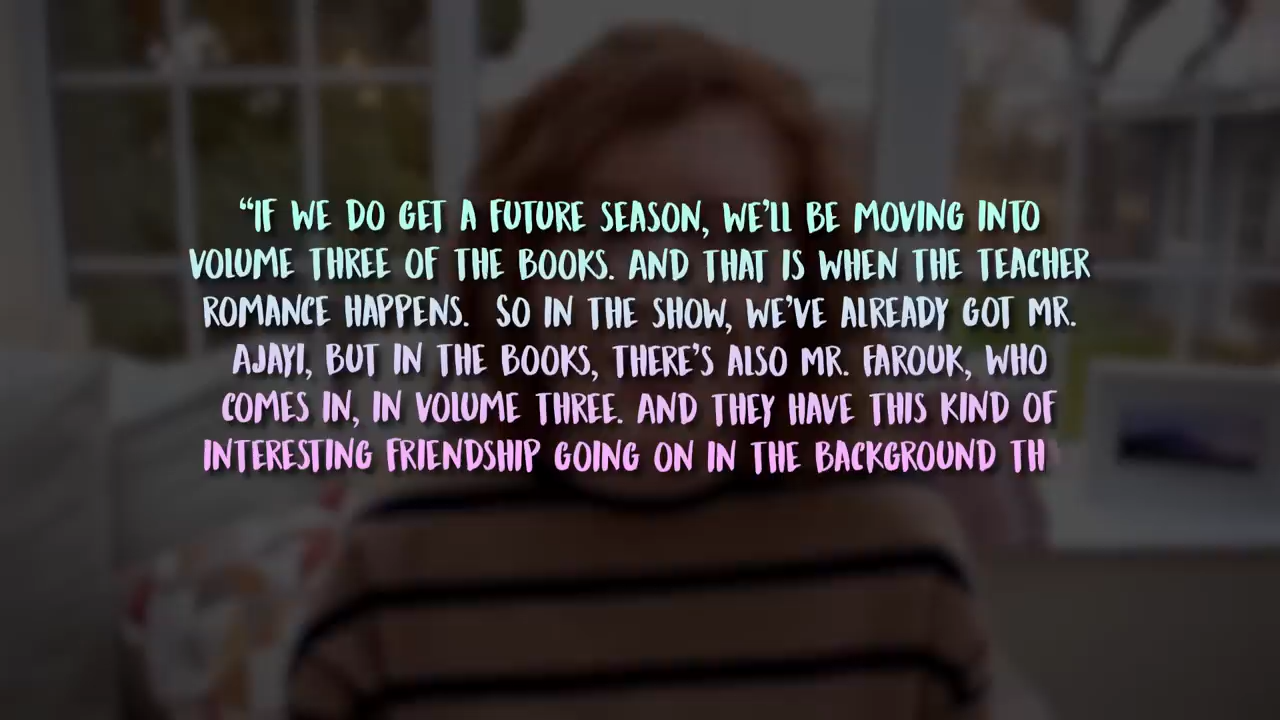 “IF WE DO GET A FUTURE SEASON, WE’LL BE MOVING INTO
VOLUME THREE OF THE BOOKS. AND THAT IS WHEN THE TEACHER
ROMANCE HAPPENS. SO IN THE SHOW, WE’VE ALREADY GOT MR.
AJAYI, BUT IN THE BOOKS, THERE’S ALSO MR. FAROUK, WHO
COMES IN, IN VOLUME THREE. AND THEY HAVE THIS KIND OF
INTERESTING FRIENDSHIP GOING ON IN THE BACKGROUND TH